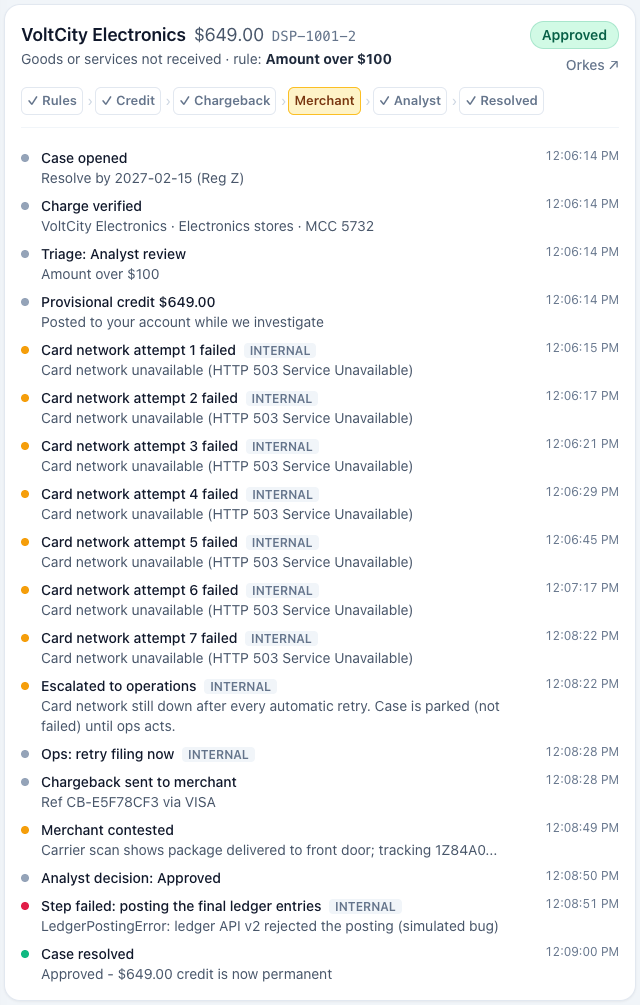 VoltCity Electronics $649.00 DSP-1001-2
Approved
Goods or services not received · rule: Amount over $100
Orkes ↗
✓ Rules › ✓ Credit › ✓ Chargeback › Merchant › ✓ Analyst › ✓ Resolved
Case opened 12:06:14 PM
Resolve by 2027-02-15 (Reg Z)
Charge verified 12:06:14 PM
VoltCity Electronics · Electronics stores · MCC 5732
Triage: Analyst review 12:06:14 PM
Amount over $100
Provisional credit $649.00 12:06:14 PM
Posted to your account while we investigate
Card network attempt 1 failed INTERNAL 12:06:15 PM
Card network unavailable (HTTP 503 Service Unavailable)
Card network attempt 2 failed INTERNAL 12:06:17 PM
Card network unavailable (HTTP 503 Service Unavailable)
Card network attempt 3 failed INTERNAL 12:06:21 PM
Card network unavailable (HTTP 503 Service Unavailable)
Card network attempt 4 failed INTERNAL 12:06:29 PM
Card network unavailable (HTTP 503 Service Unavailable)
Card network attempt 5 failed INTERNAL 12:06:45 PM
Card network unavailable (HTTP 503 Service Unavailable)
Card network attempt 6 failed INTERNAL 12:07:17 PM
Card network unavailable (HTTP 503 Service Unavailable)
Card network attempt 7 failed INTERNAL 12:08:22 PM
Card network unavailable (HTTP 503 Service Unavailable)
Escalated to operations INTERNAL 12:08:22 PM
Card network still down after every automatic retry. Case is parked (not
failed) until ops acts.
Ops: retry filing now INTERNAL 12:08:28 PM
Chargeback sent to merchant 12:08:28 PM
Ref CB-E5F78CF3 via VISA
Merchant contested 12:08:49 PM
Carrier scan shows package delivered to front door; tracking 1Z84A0...
Analyst decision: Approved 12:08:50 PM
Step failed: posting the final ledger entries INTERNAL 12:08:51 PM
LedgerPostingError: ledger API v2 rejected the posting (simulated bug)
Case resolved 12:09:00 PM
Approved - $649.00 credit is now permanent